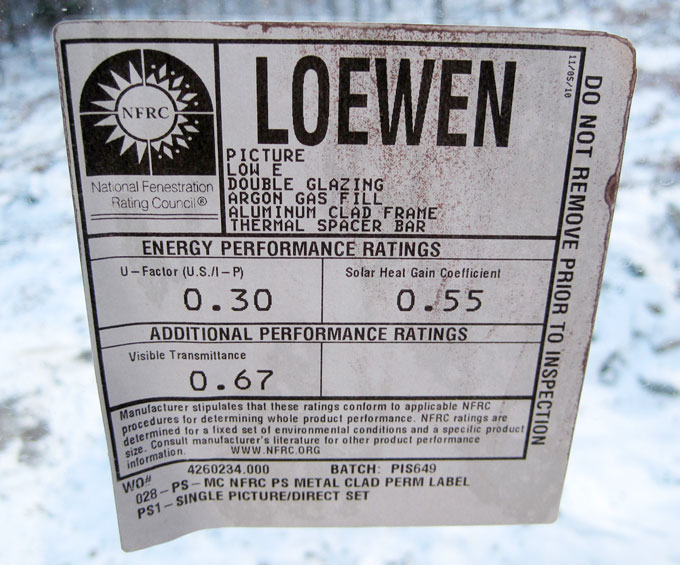 NFRC
National Fenestration
Rating Council®
LOEWEN
11/05/10
PICTURE
LOW E
DOUBLE GLAZING
ARGON GAS FILL
ALUMINUM CLAD FRAME
THERMAL SPACER BAR
DO NOT REMOVE PRIOR TO INSPECTION
ENERGY PERFORMANCE RATINGS
U-Factor (U.S./I-P)
0.30
Solar Heat Gain Coefficient
0.55
ADDITIONAL PERFORMANCE RATINGS
Visible Transmittance
0.67
Manufacturer stipulates that these ratings conform to applicable NFRC
procedures for determining whole product performance. NFRC ratings are
determined for a fixed set of environmental conditions and a specific product
size. Consult manufacturer's literature for other product performance
information. WWW.NFRC.ORG
WO# 4260234.000 BATCH: PIS649
028-PS-MC NFRC PS METAL CLAD PERM LABEL
PS1-SINGLE PICTURE/DIRECT SET